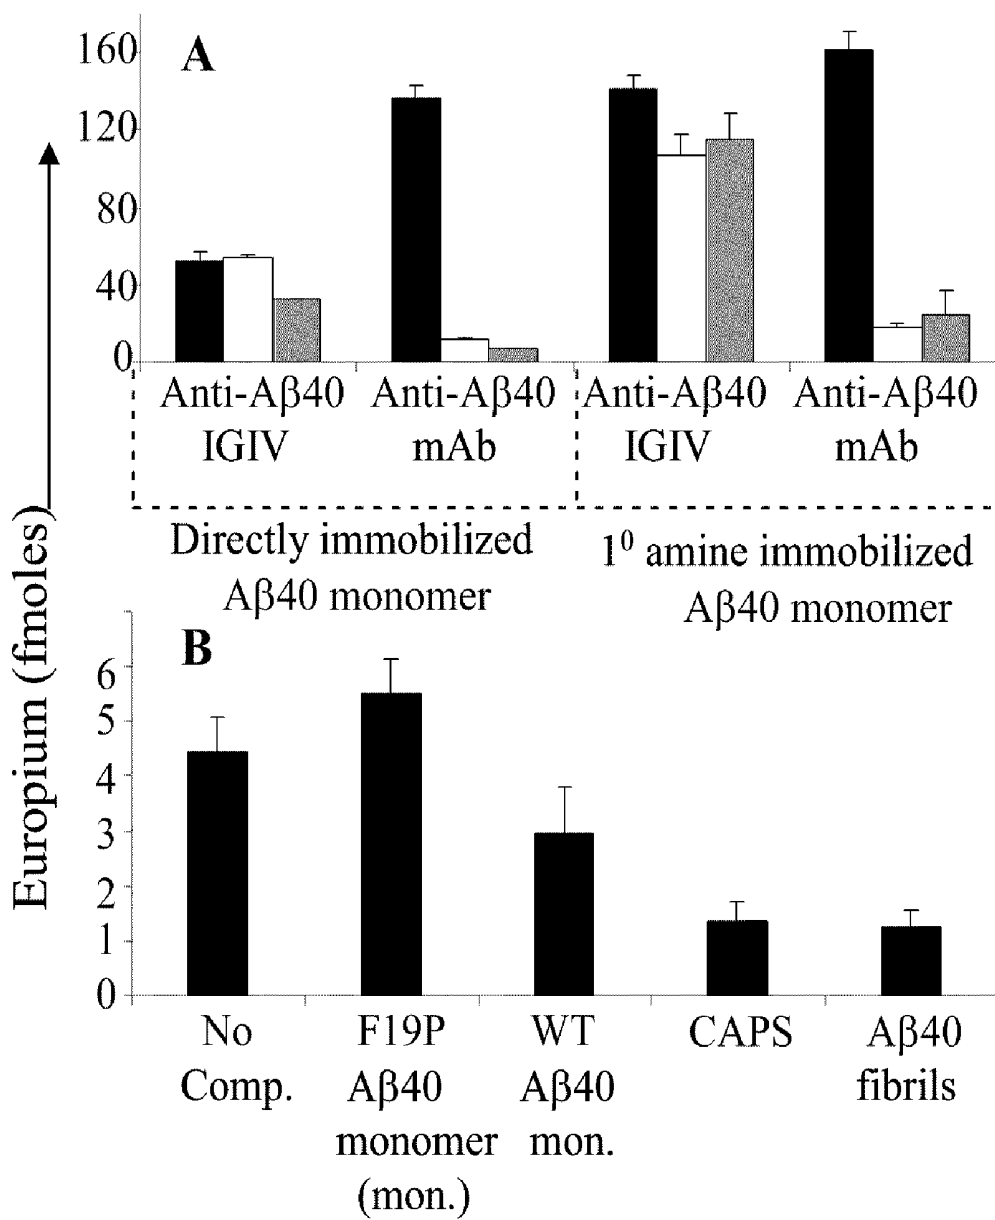 A
160
120
80
40
0
Anti-Aβ40 Anti-Aβ40 Anti-Aβ40 Anti-Aβ40
IGIV mAb IGIV mAb
Directly immobilized
Aβ40 monomer
1⁰ amine immobilized
Aβ40 monomer
Europium (fmoles)
B
7
6
5
4
3
2
1
0
No
Comp.
F19P
Aβ40
monomer
(mon.)
WT
Aβ40
mon.
CAPS
Aβ40
fibrils